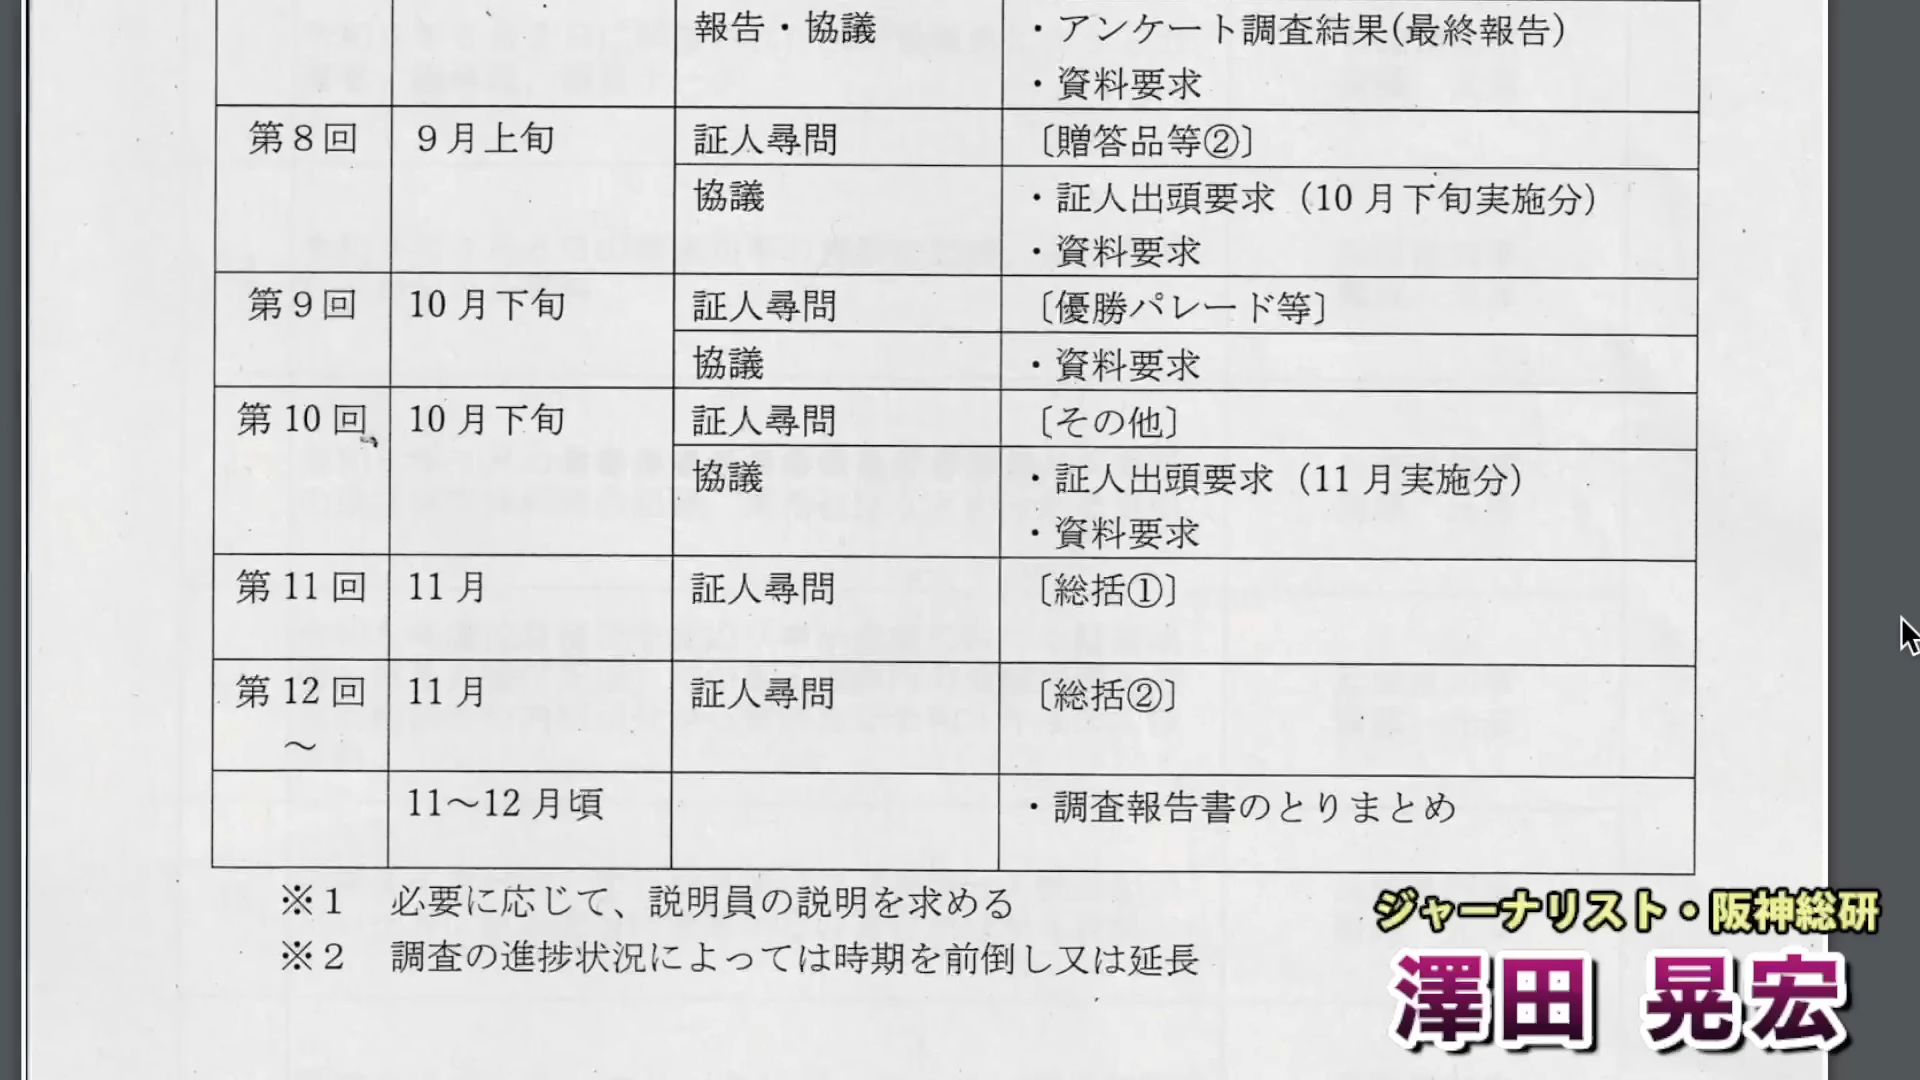 報告・協議 ・アンケート調査結果(最終報告)
・資料要求
第8回 9月上旬 証人尋問 〔贈答品等②〕
協議 ・証人出頭要求（10月下旬実施分）
・資料要求
第9回 10月下旬 証人尋問 〔優勝パレード等〕
協議 ・資料要求
第10回 10月下旬 証人尋問 〔その他〕
協議 ・証人出頭要求（11月実施分）
・資料要求
第11回 11月 証人尋問 〔総括①〕
第12回 11月 証人尋問 〔総括②〕
～
11～12月頃 ・調査報告書のとりまとめ
※1 必要に応じて、説明員の説明を求める
※2 調査の進捗状況によっては時期を前倒し又は延長
ジャーナリスト・阪神総研
澤田 晃宏